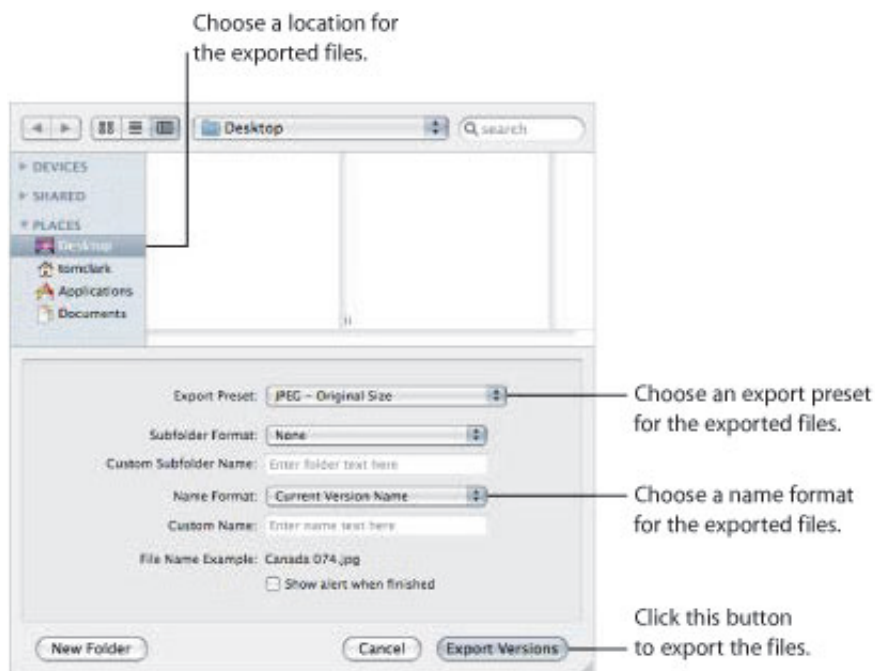 Choose a location for
the exported files.
Desktop
search
DEVICES
SHARED
PLACES
Desktop
tomclark
Applications
Documents
Export Preset: JPEG - Original Size
Choose an export preset
for the exported files.
Subfolder Format: None
Custom Subfolder Name: Enter folder text here
Name Format: Current Version Name
Choose a name format
for the exported files.
Custom Name: Enter name text here
File Name Example: Canada 074.jpg
Show alert when finished
Click this button
to export the files.
New Folder Cancel Export Versions